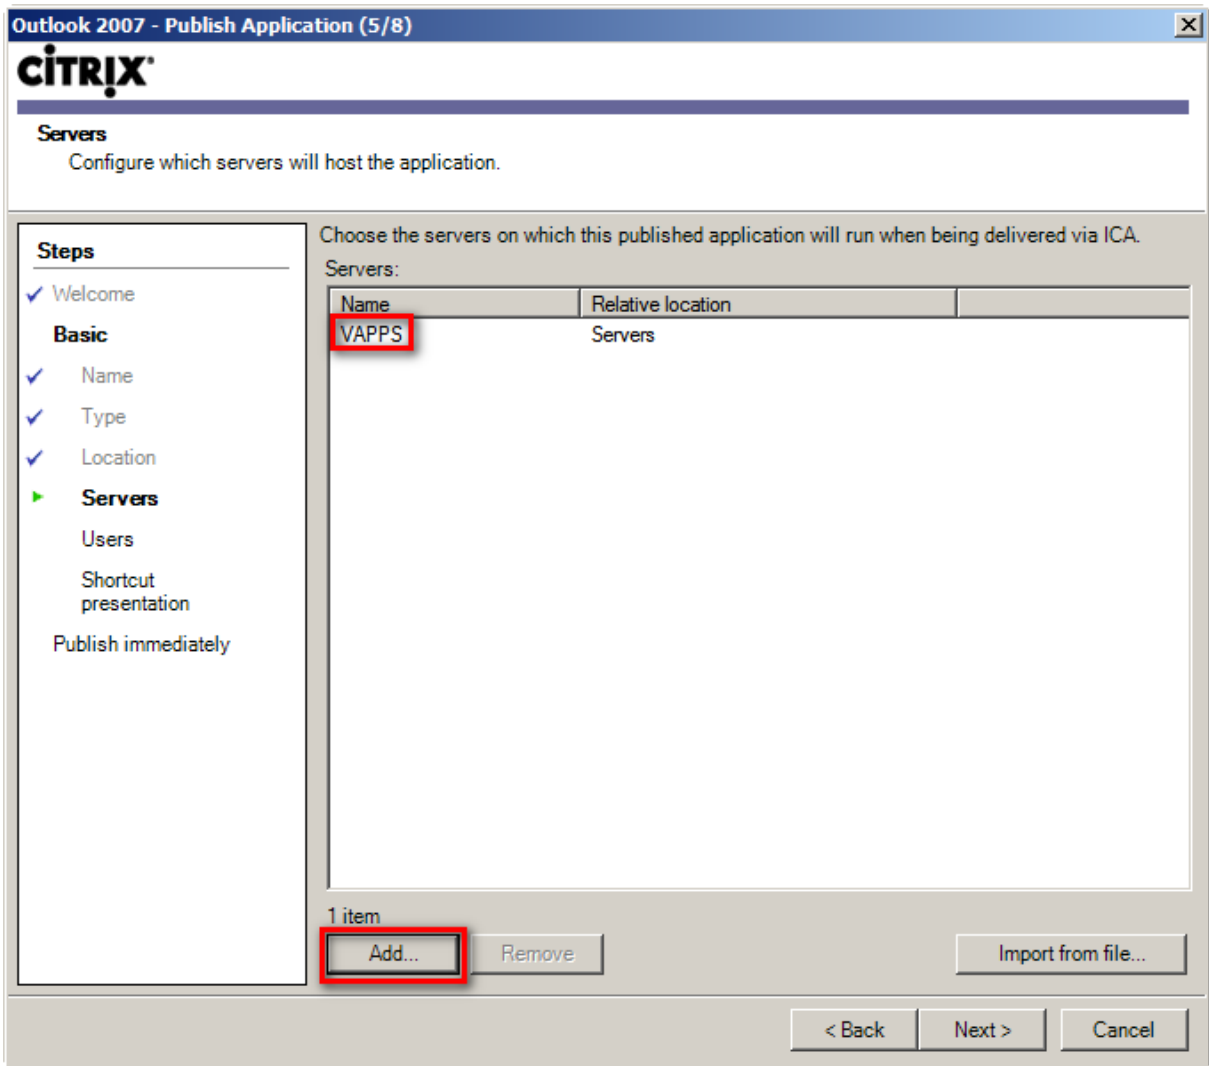 Outlook 2007 - Publish Application (5/8)
CITRIX
Servers
Configure which servers will host the application.
Steps
Welcome
Basic
Name
Type
Location
Servers
Users
Shortcut
presentation
Publish immediately
Choose the servers on which this published application will run when being delivered via ICA.
Servers:
Name Relative location
VAPPS Servers
1 item
Add... Remove Import from file...
< Back Next > Cancel